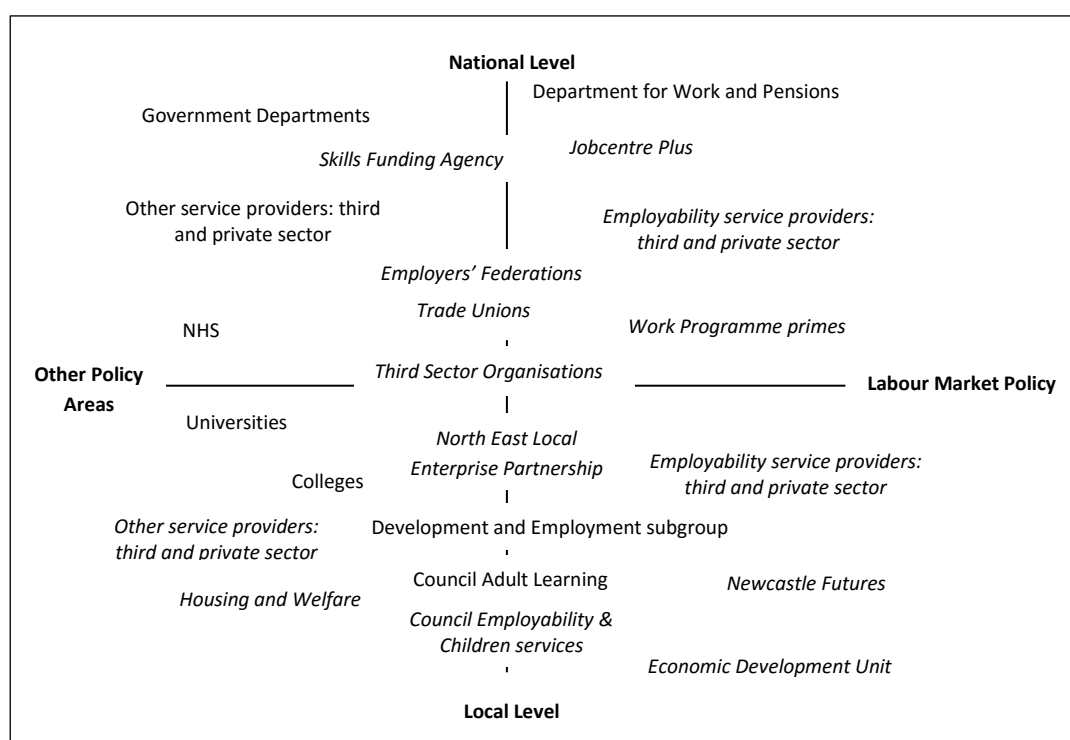 National Level
Department for Work and Pensions
Government Departments
Jobcentre Plus
Skills Funding Agency
Other service providers: third
and private sector
Employability service providers:
third and private sector
Employers’ Federations
Trade Unions
NHS
Work Programme primes
Other Policy
Areas
Third Sector Organisations
Labour Market Policy
Universities
North East Local
Enterprise Partnership
Employability service providers:
third and private sector
Colleges
Other service providers:
third and private sector
Development and Employment subgroup
Council Adult Learning
Newcastle Futures
Housing and Welfare
Council Employability &
Children services
Economic Development Unit
Local Level